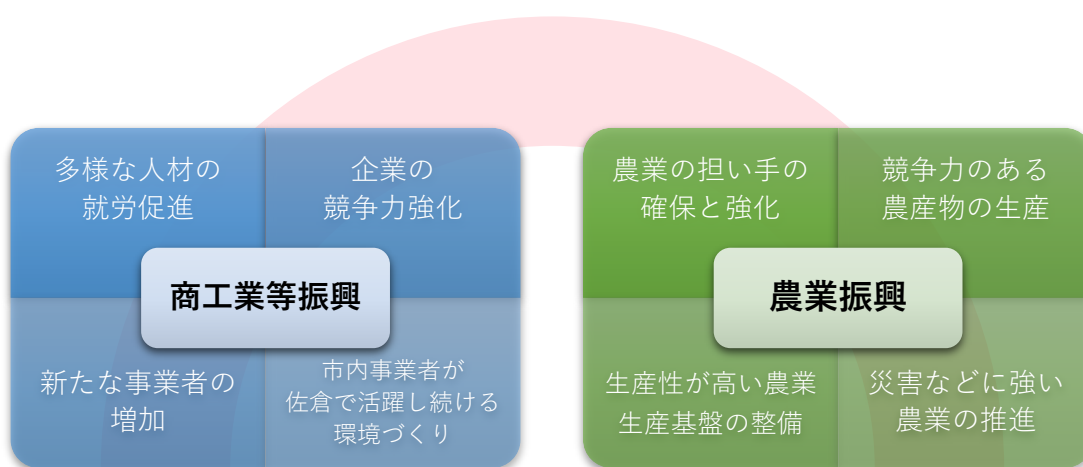 多様な人材の
就労促進
企業の
競争力強化
商工業等振興
新たな事業者の
増加
市内事業者が
佐倉で活躍し続ける
環境づくり
農業の担い手の
確保と強化
競争力のある
農産物の生産
農業振興
生産性が高い農業
生産基盤の整備
災害などに強い
農業の推進